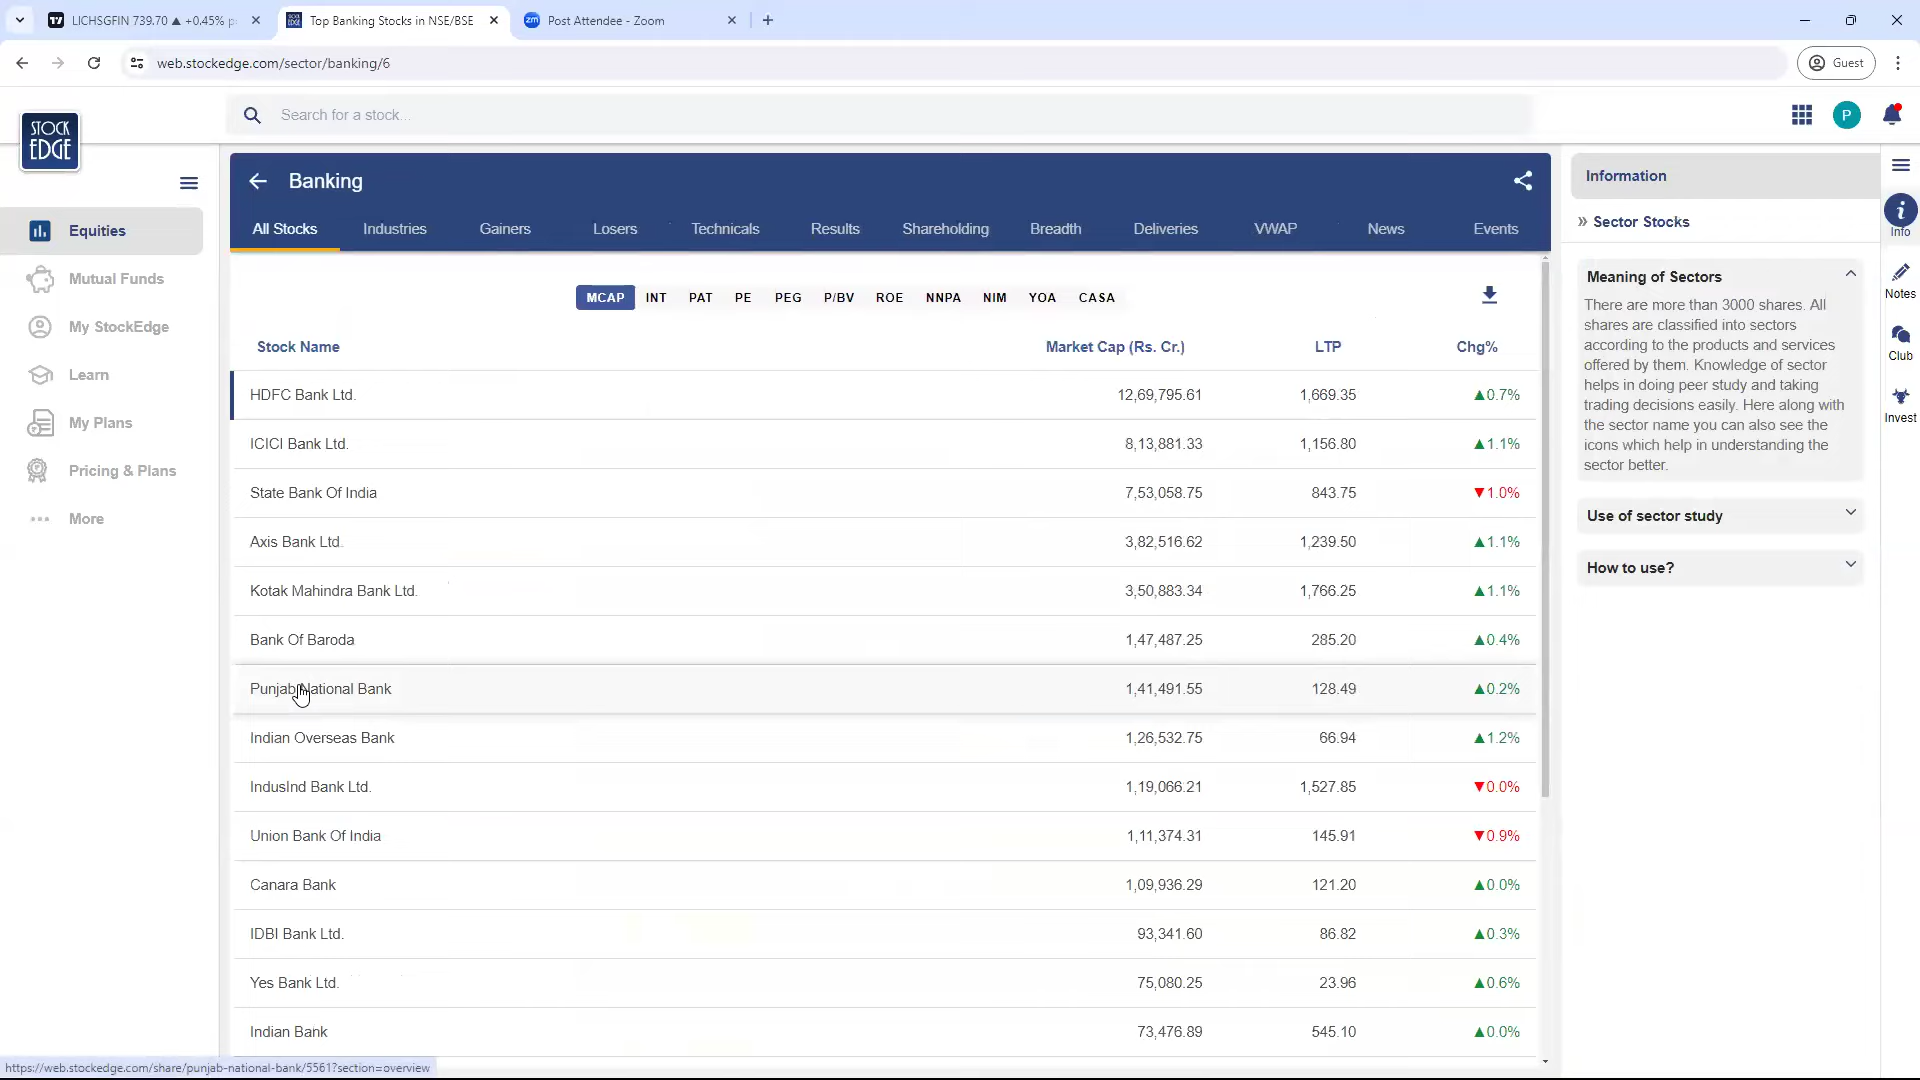 LICHSGFIN 739.70 ▲ +0.45%
Top Banking Stocks in NSE/BSE
zm Post Attendee - Zoom
web.stockedge.com/sector/banking/6
Guest
STOCK
EDGE
Search for a stock...
P
Equities
Mutual Funds
My StockEdge
Learn
My Plans
Pricing & Plans
More
Banking
All Stocks Industries Gainers Losers Technicals Results Shareholding Breadth Deliveries VWAP News Events
MCAP INT PAT PE PEG P/BV ROE NNPA NIM YOA CASA
Stock Name Market Cap (Rs. Cr.) LTP Chg%
HDFC Bank Ltd. 12,69,795.61 1,669.35 ▲0.7%
ICICI Bank Ltd. 8,13,881.33 1,156.80 ▲1.1%
State Bank Of India 7,53,058.75 843.75 ▼1.0%
Axis Bank Ltd. 3,82,516.62 1,239.50 ▲1.1%
Kotak Mahindra Bank Ltd. 3,50,883.34 1,766.25 ▲1.1%
Bank Of Baroda 1,47,487.25 285.20 ▲0.4%
Punjab National Bank 1,41,491.55 128.49 ▲0.2%
Indian Overseas Bank 1,26,532.75 66.94 ▲1.2%
IndusInd Bank Ltd. 1,19,066.21 1,527.85 ▼0.0%
Union Bank Of India 1,11,374.31 145.91 ▼0.9%
Canara Bank 1,09,936.29 121.20 ▲0.0%
IDBI Bank Ltd. 93,341.60 86.82 ▲0.3%
Yes Bank Ltd. 75,080.25 23.96 ▲0.6%
Indian Bank 73,476.89 545.10 ▲0.0%
Information
» Sector Stocks
Meaning of Sectors
There are more than 3000 shares. All
shares are classified into sectors
according to the products and services
offered by them. Knowledge of sector
helps in doing peer study and taking
trading decisions easily. Here along with
the sector name you can also see the
icons which help in understanding the
sector better.
Use of sector study
How to use?
Info
Notes
Club
Invest
https://web.stockedge.com/share/punjab-national-bank/5561?section=overview